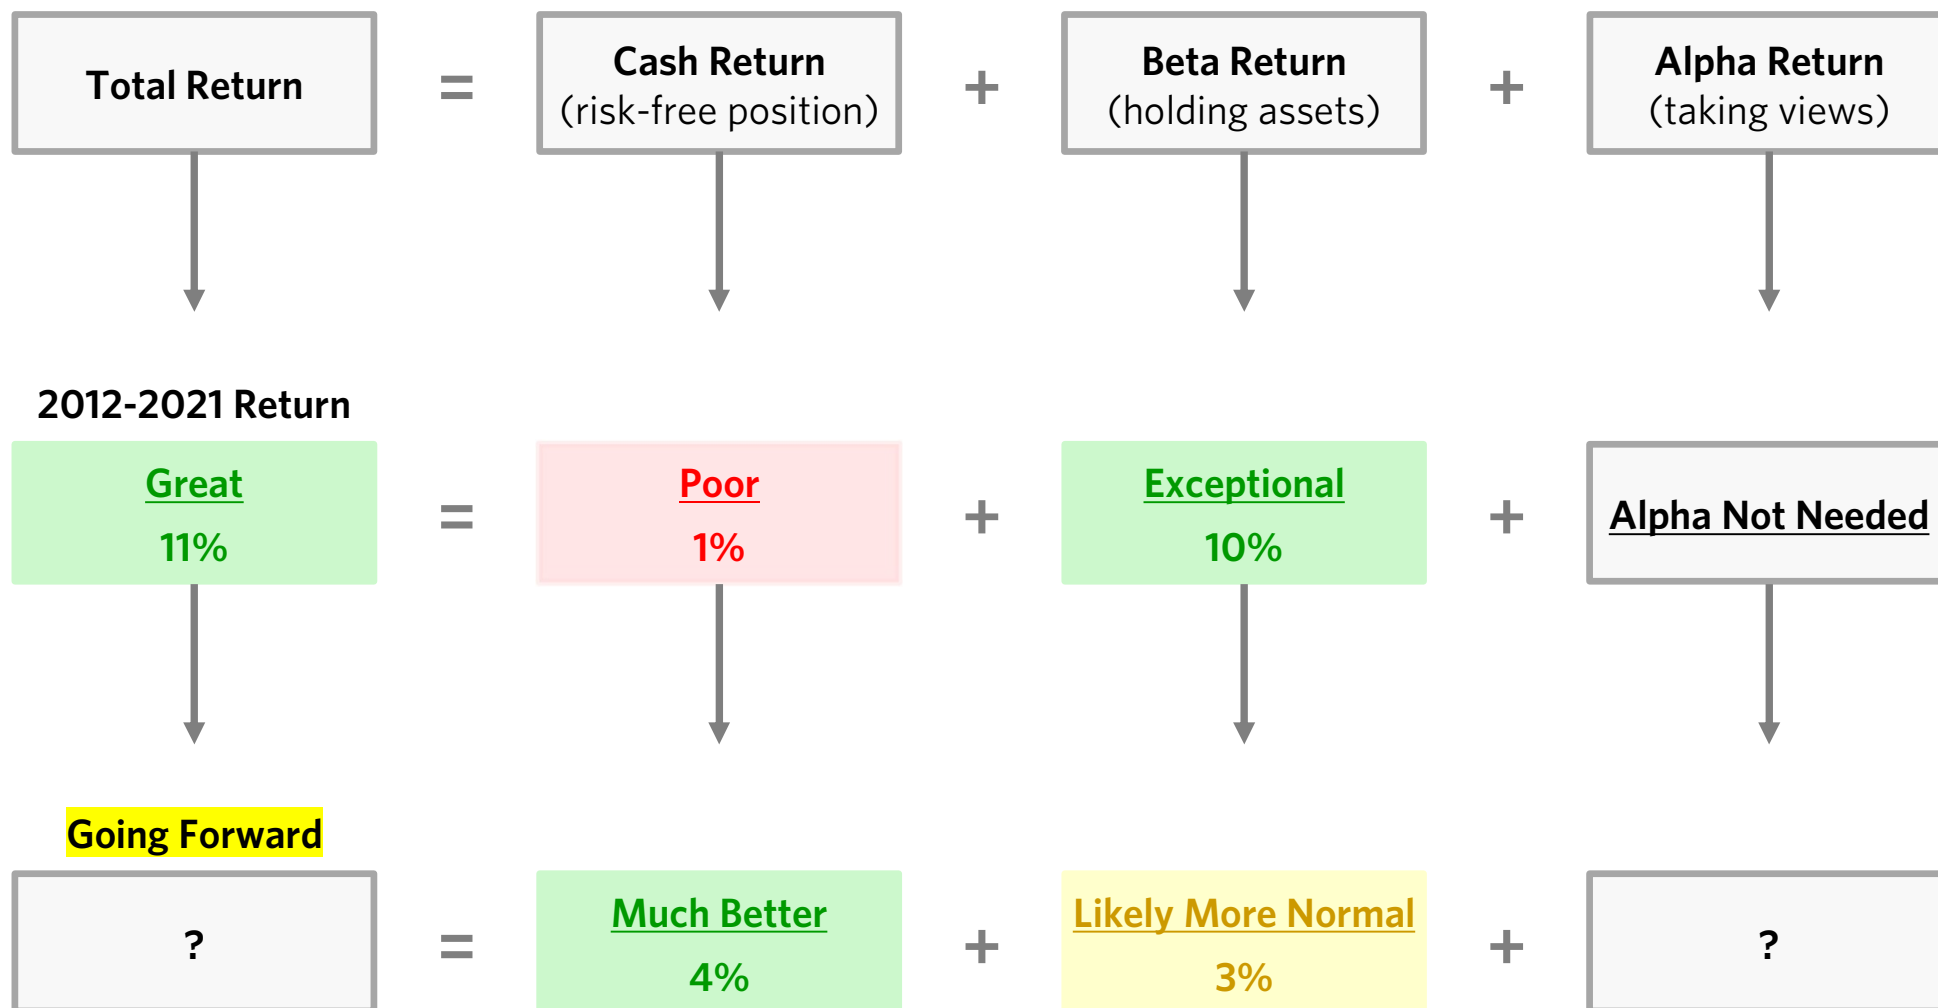 Total Return
=
Cash Return
(risk-free position)
+
Beta Return
(holding assets)
+
Alpha Return
(taking views)
2012-2021 Return
Great
11%
=
Poor
1%
+
Exceptional
10%
+
Alpha Not Needed
Going Forward
?
=
Much Better
4%
+
Likely More Normal
3%
+
?